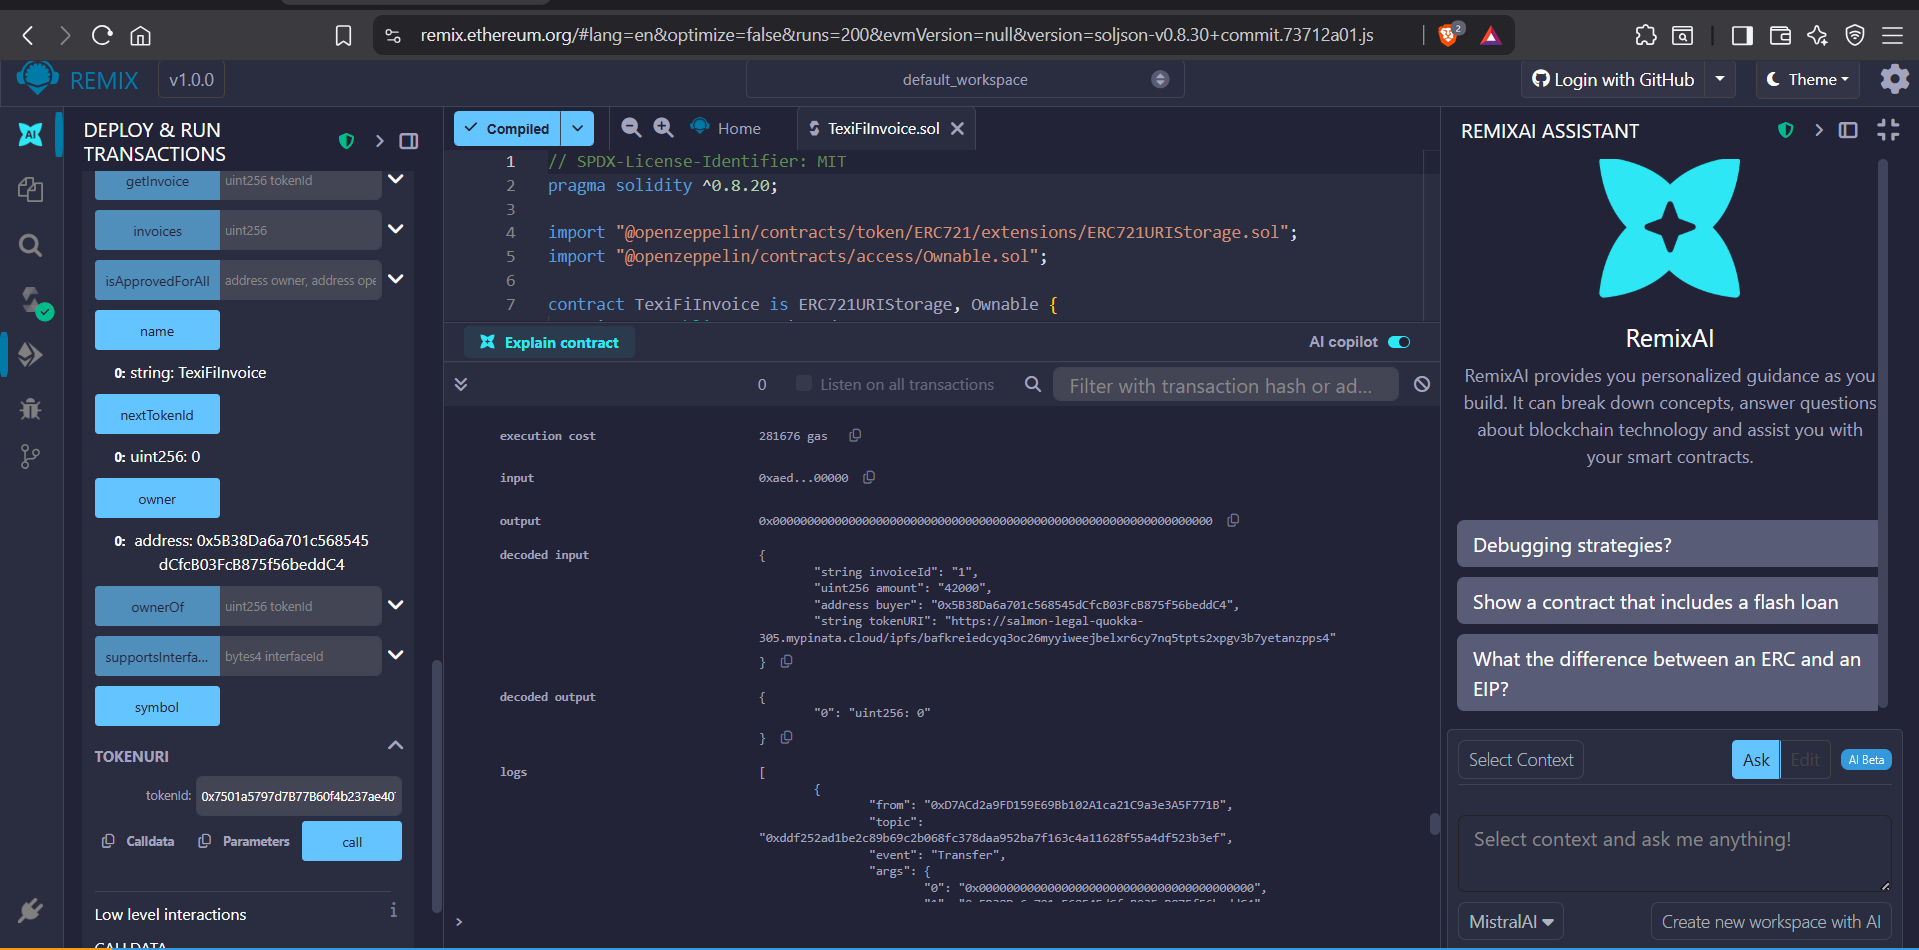 remix.ethereum.org/#lang=en&optimize=false&runs=200&evmVersion=null&version=soljson-v0.8.30+commit.73712a01.js
2
REMIX
v1.0.0
default_workspace
Login with GitHub
Theme
AI
DEPLOY & RUN
TRANSACTIONS
getInvoice
uint256 tokenId
invoices
uint256
isApprovedForAll
address owner, address ope
name
0: string: TexiFiInvoice
nextTokenId
0: uint256: 0
owner
0: address: 0x5B38Da6a701c568545
dCfcB03FcB875f56beddC4
ownerOf
uint256 tokenId
supportsInterfa...
bytes4 interfaceId
symbol
TOKENURI
tokenId:
0x7501a5797d7B77B60f4b237ae40
Calldata
Parameters
call
Low level interactions
i
CALLDATA
Compiled
Home
TexiFiInvoice.sol
1 // SPDX-License-Identifier: MIT
2 pragma solidity ^0.8.20;
3
4 import "@openzeppelin/contracts/token/ERC721/extensions/ERC721URIStorage.sol";
5 import "@openzeppelin/contracts/access/Ownable.sol";
6
7 contract TexiFiInvoice is ERC721URIStorage, Ownable {
Explain contract
AI copilot
0
Listen on all transactions
Filter with transaction hash or ad...
execution cost 281676 gas
input 0xaed...00000
output 0x0000000000000000000000000000000000000000000000000000000000000000
decoded input {
"string invoiceId": "1",
"uint256 amount": "42000",
"address buyer": "0x5B38Da6a701c568545dCfcB03FcB875f56beddC4",
"string tokenURI": "https://salmon-legal-quokka-
305.mypinata.cloud/ipfs/bafkreiedcyq3oc26myyiweejbelxr6cy7nq5tpts2xpgv3b7yetanzpps4"
}
decoded output {
"0": "uint256: 0"
}
logs [
{
"from": "0xD7ACd2a9FD159E69Bb102A1ca21C9a3e3A5F771B",
"topic":
"0xddf252ad1be2c89b69c2b068fc378daa952ba7f163c4a11628f55a4df523b3ef",
"event": "Transfer",
"args": {
"0": "0x0000000000000000000000000000000000000000",
REMIXAI ASSISTANT
RemixAI
RemixAI provides you personalized guidance as you
build. It can break down concepts, answer questions
about blockchain technology and assist you with
your smart contracts.
Debugging strategies?
Show a contract that includes a flash loan
What the difference between an ERC and an
EIP?
Select Context
Ask
Edit
AI Beta
Select context and ask me anything!
MistralAI
Create new workspace with AI